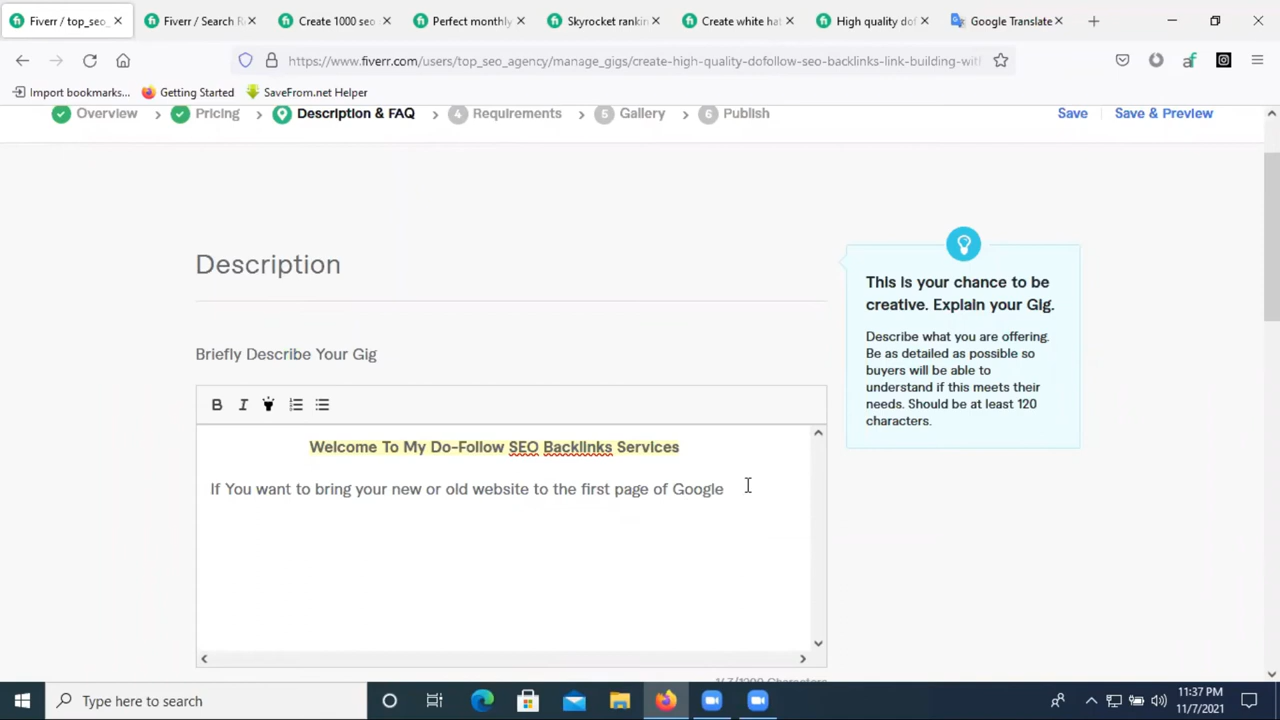 Fiverr / top_seo_
Fiverr / Search R
Create 1000 seo
Perfect monthly
Skyrocket rankin
Create white hat
High quality dof
Google Translate
https://www.fiverr.com/users/top_seo_agency/manage_gigs/create-high-quality-dofollow-seo-backlinks-link-building-wit
Import bookmarks...
Getting Started
SaveFrom.net Helper
Overview
Pricing
Description & FAQ
4 Requirements
5 Gallery
6 Publish
Save
Save & Preview
Description
Briefly Describe Your Gig
B I
Welcome To My Do-Follow SEO Backlinks Services
If You want to bring your new or old website to the first page of Google
This is your chance to be
creative. Explain your Gig.
Describe what you are offering.
Be as detailed as possible so
buyers will be able to
understand if this meets their
needs. Should be at least 120
characters.
Type here to search
11:37 PM
11/7/2021